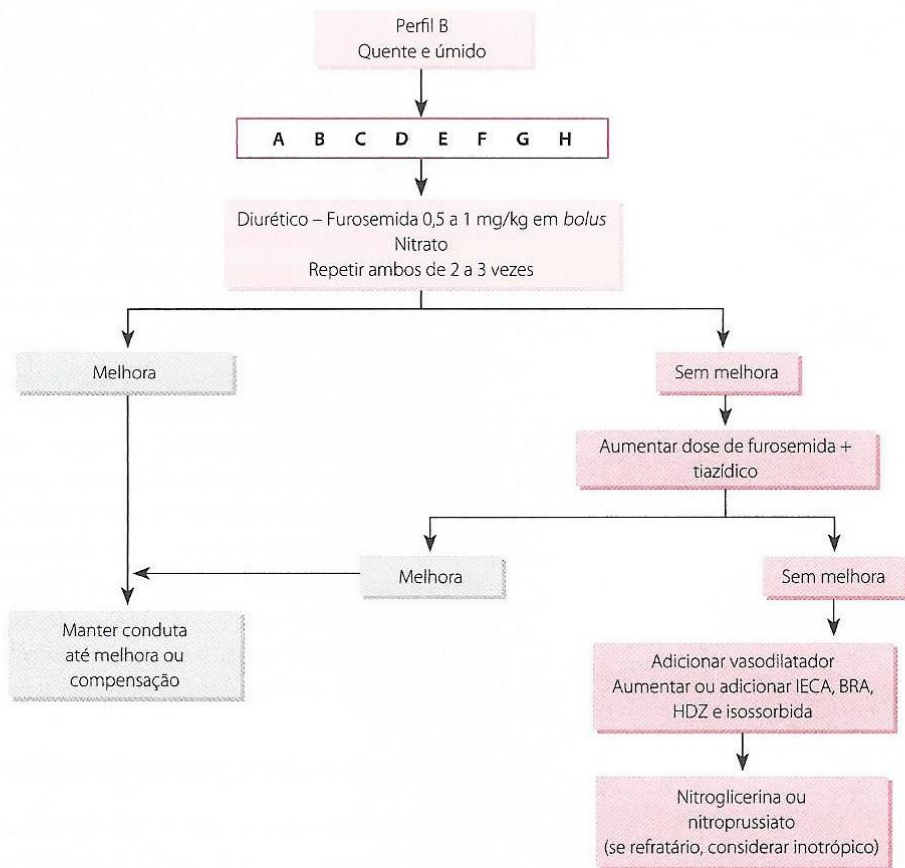 Perfil B
Quente e úmido
A B C D E F G H
Diurético – Furosemida 0,5 a 1 mg/kg em bolus
Nitrato
Repetir ambos de 2 a 3 vezes
Melhora
Sem melhora
Aumentar dose de furosemida +
tiazídico
Melhora
Sem melhora
Manter conduta
até melhora ou
compensação
Adicionar vasodilatador
Aumentar ou adicionar IECA, BRA,
HDZ e isossorbida
Nitroglicerina ou
nitroprussiato
(se refratário, considerar inotrópico)